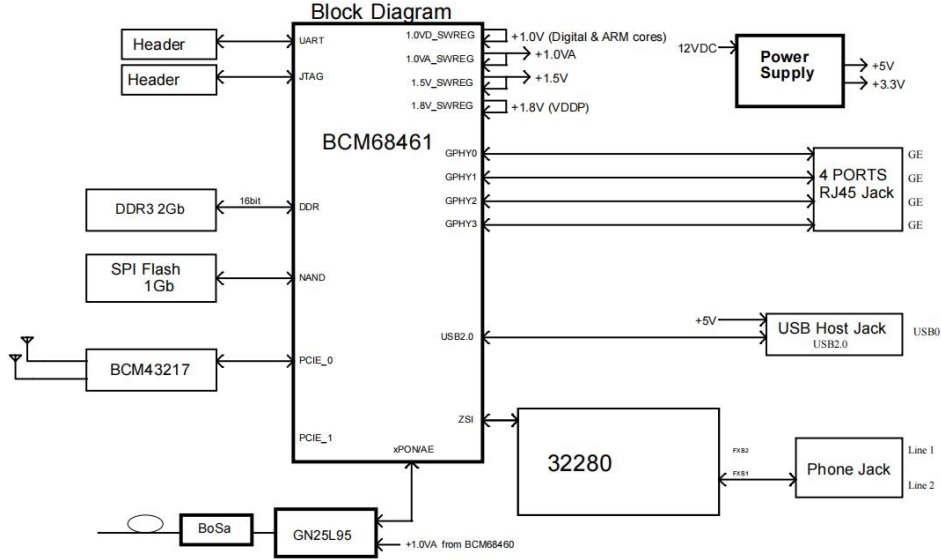 Block Diagram
Header
UART
1.0VD_SWREG
+1.0V (Digital & ARM cores)
12VDC
Power
Supply
+5V
+3.3V
1.0VA_SWREG
+1.0VA
Header
JTAG
1.5V_SWREG
+1.5V
1.8V_SWREG
+1.8V (VDDP)
BCM68461
GPHY0
GPHY1
GPHY2
GPHY3
4 PORTS
RJ45 Jack
GE
GE
GE
GE
DDR3 2Gb
16bit
DDR
SPI Flash
1Gb
NAND
USB2.0
+5V
USB Host Jack
USB2.0
USB0
BCM43217
PCIE_0
PCIE_1
xPON/AE
ZSI
32280
FXS2
FXS1
Phone Jack
Line 1
Line 2
BoSa
GN25L95
+1.0VA from BCM68460